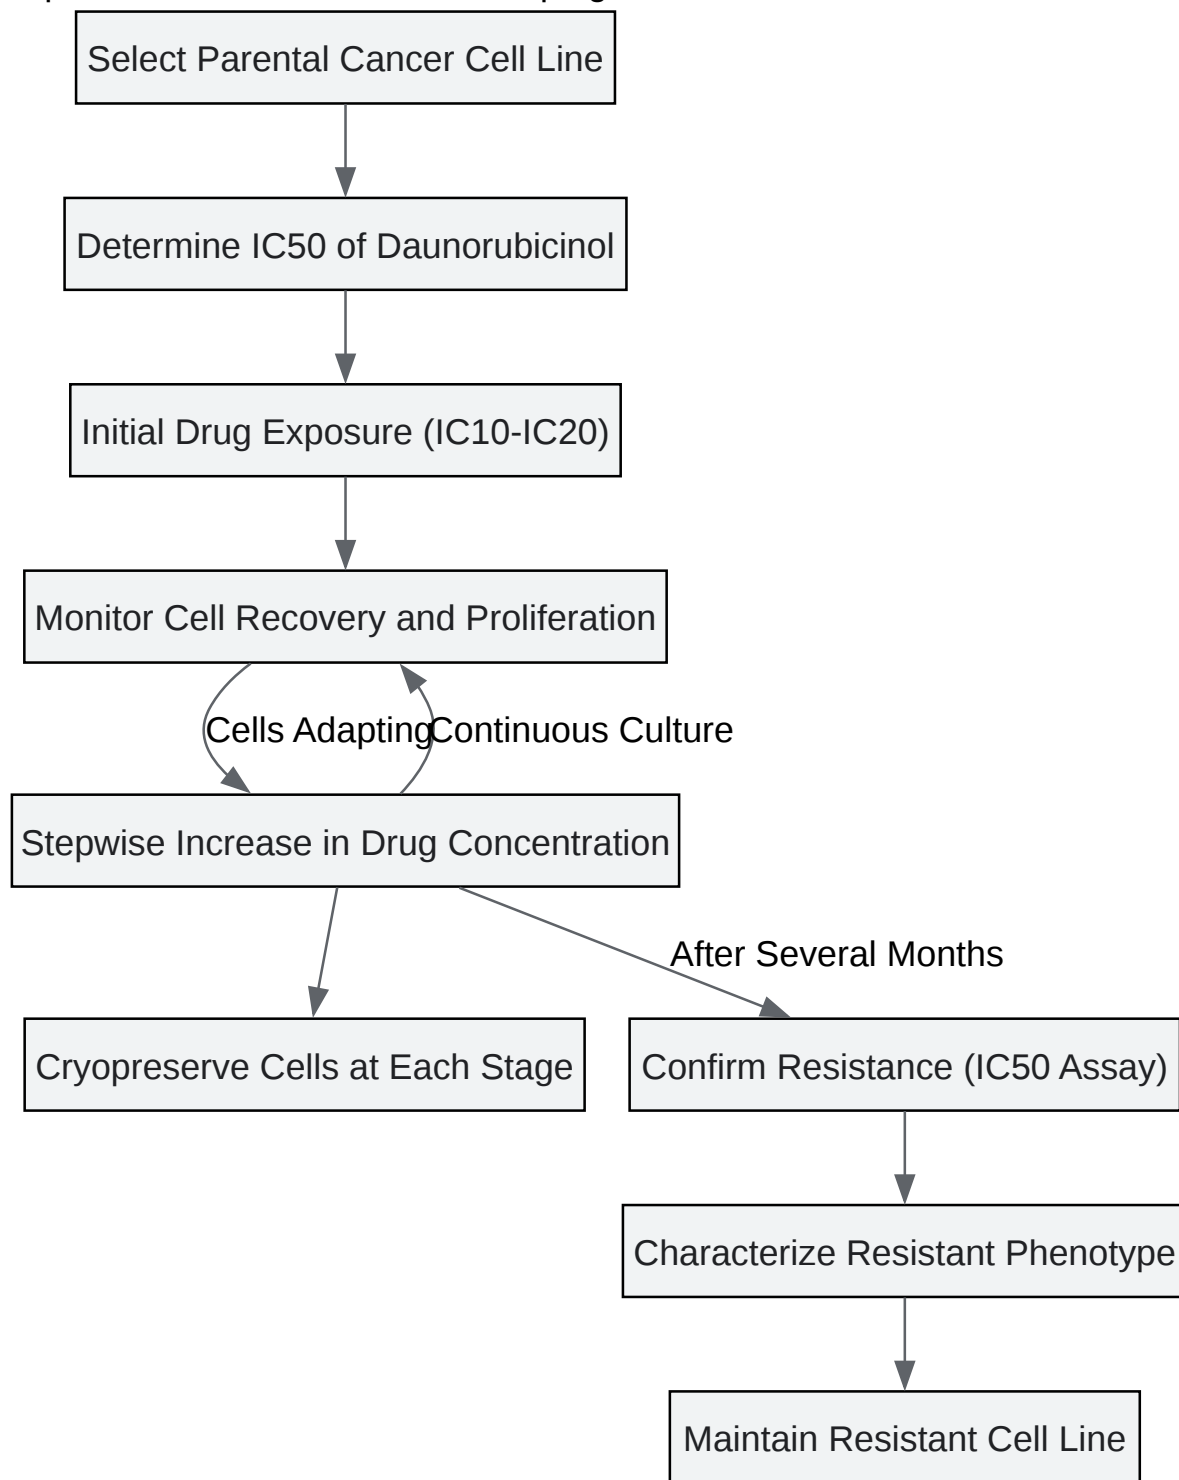 Select Parental Cancer Cell Line
Determine IC50 of Daunorubicinol
Initial Drug Exposure (IC10-IC20)
Monitor Cell Recovery and Proliferation
Cells Adapting
Continuous Culture
Stepwise Increase in Drug Concentration
After Several Months
Cryopreserve Cells at Each Stage
Confirm Resistance (IC50 Assay)
Characterize Resistant Phenotype
Maintain Resistant Cell Line